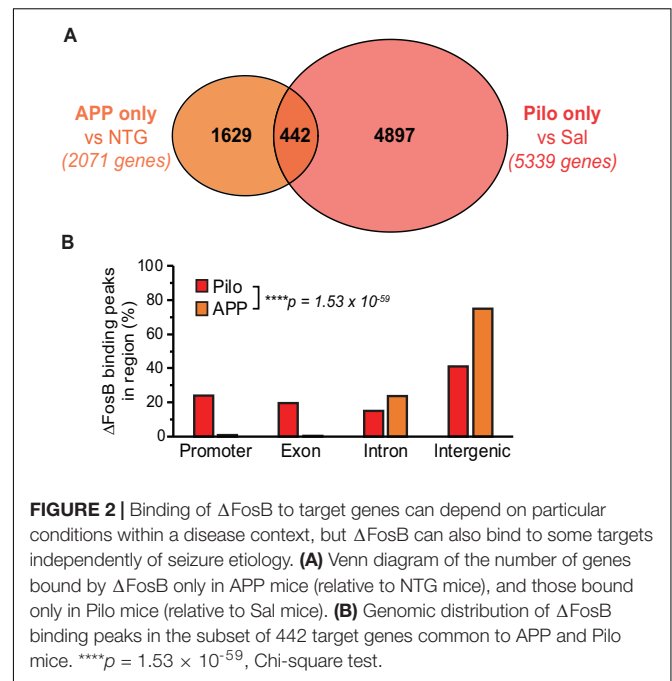 A
APP only
vs NTG
(2071 genes)
1629
442
4897
Pilo only
vs Sal
(5339 genes)
B
ΔFosB binding peaks
in region (%)
100
80
60
40
20
0
Pilo
APP
****p = 1.53 x 10⁻⁵⁹
Promoter
Exon
Intron
Intergenic
FIGURE 2 | Binding of ΔFosB to target genes can depend on particular
conditions within a disease context, but ΔFosB can also bind to some targets
independently of seizure etiology. (A) Venn diagram of the number of genes
bound by ΔFosB only in APP mice (relative to NTG mice), and those bound
only in Pilo mice (relative to Sal mice). (B) Genomic distribution of ΔFosB
binding peaks in the subset of 442 target genes common to APP and Pilo
mice. ****p = 1.53 × 10⁻⁵⁹, Chi-square test.